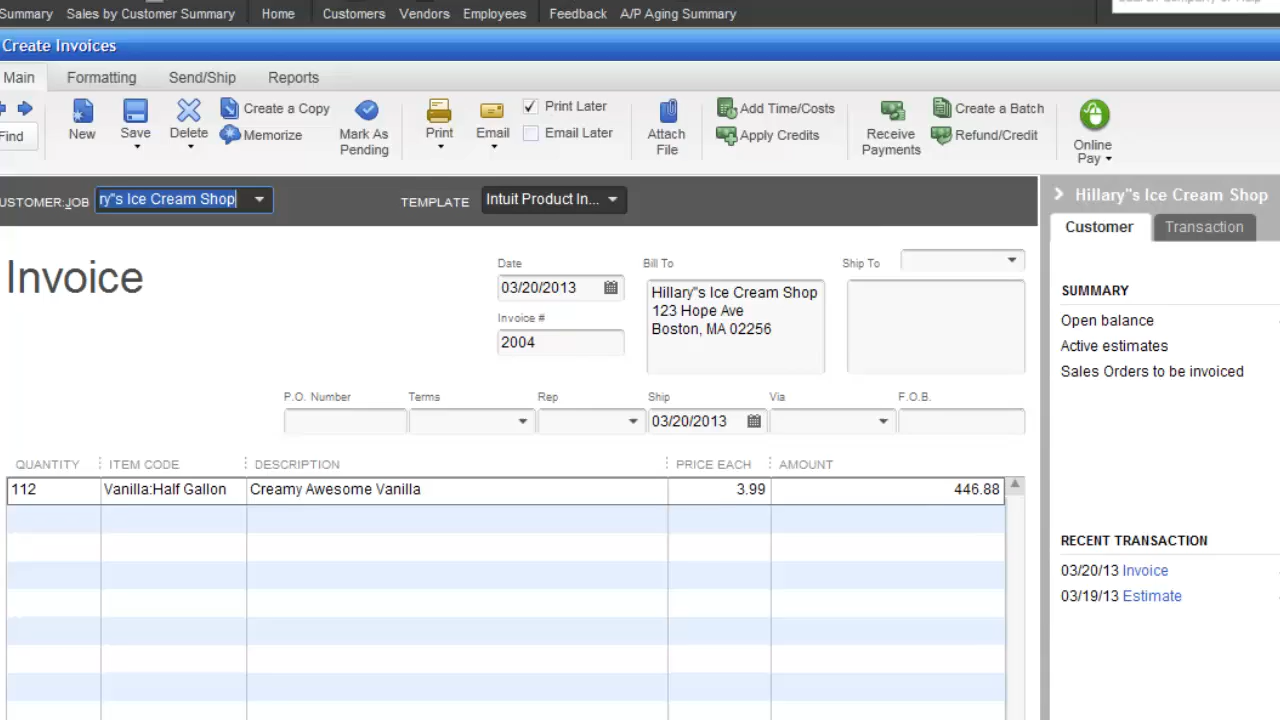 Summary Sales by Customer Summary Home Customers Vendors Employees Feedback A/P Aging Summary
Create Invoices
Main Formatting Send/Ship Reports
Find
New
Save
Delete
Create a Copy
Memorize
Mark As
Pending
Print
Email
Print Later
Email Later
Attach
File
Add Time/Costs
Apply Credits
Receive
Payments
Create a Batch
Refund/Credit
Online
Pay
USTOMER:JOB ry"s Ice Cream Shop TEMPLATE Intuit Product In...
Invoice
Date
03/20/2013
Invoice #
2004
Bill To
Hillary"s Ice Cream Shop
123 Hope Ave
Boston, MA 02256
Ship To
P.O. Number Terms Rep Ship Via F.O.B.
03/20/2013
QUANTITY ITEM CODE DESCRIPTION PRICE EACH AMOUNT
112 Vanilla:Half Gallon Creamy Awesome Vanilla 3.99 446.88
Hillary"s Ice Cream Shop
Customer Transaction
SUMMARY
Open balance
Active estimates
Sales Orders to be invoiced
RECENT TRANSACTION
03/20/13 Invoice
03/19/13 Estimate